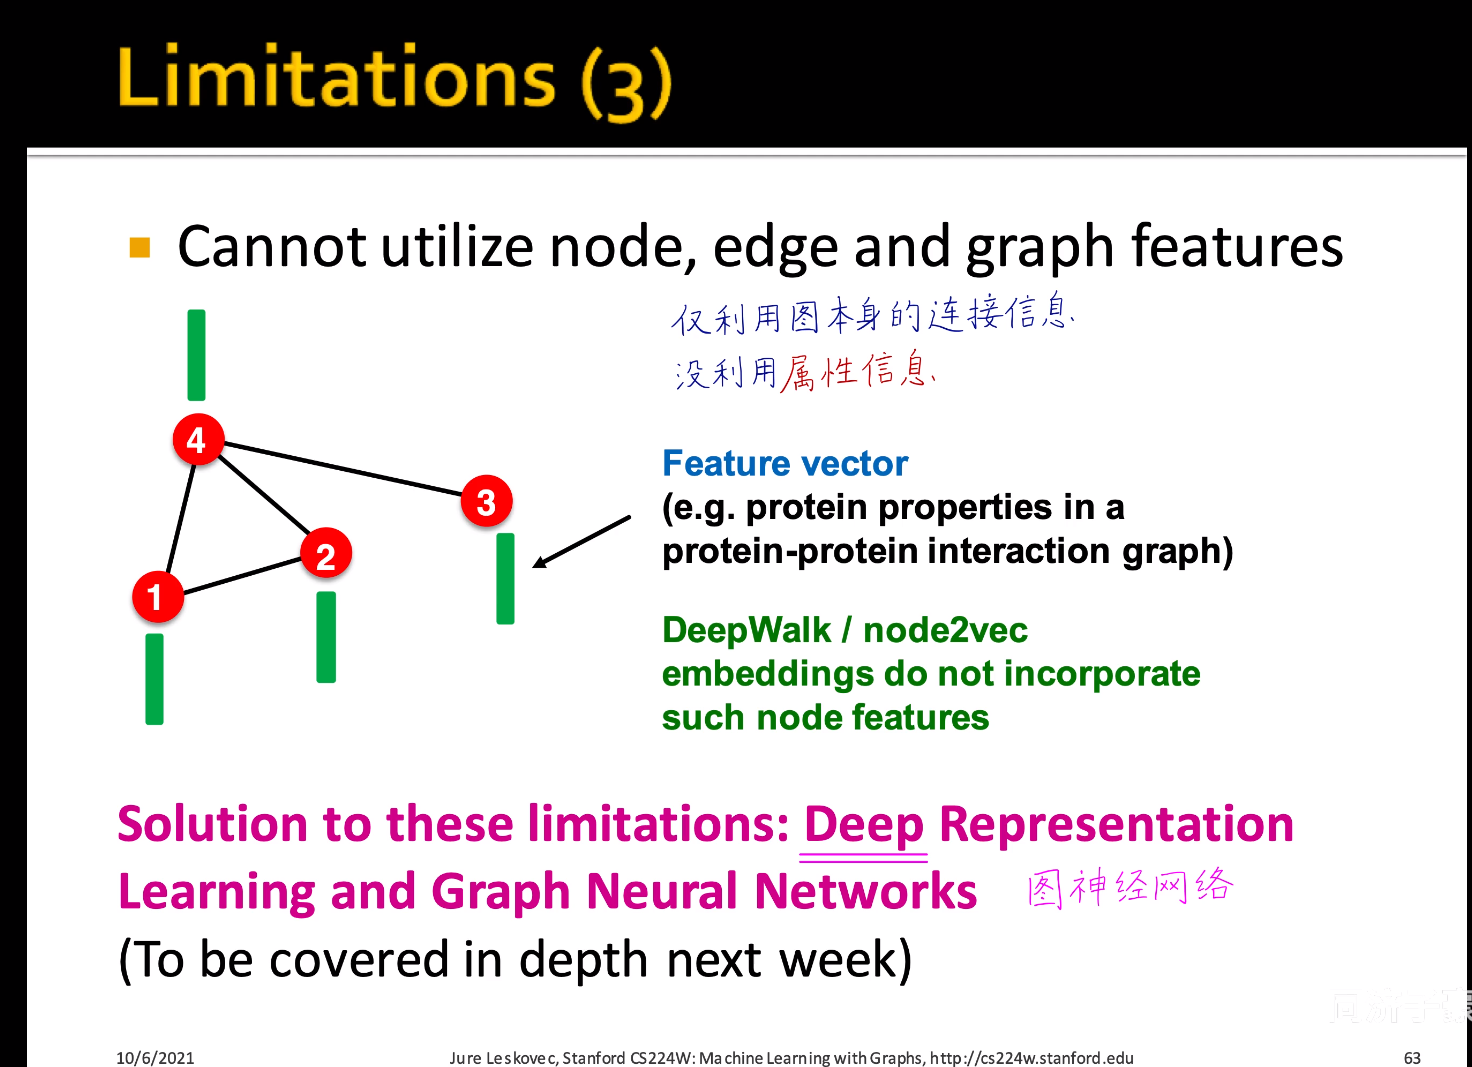 Limitations (3)
Cannot utilize node, edge and graph features
仅利用图本身的连接信息
没利用属性信息
4
3
2
1
Feature vector
(e.g. protein properties in a
protein-protein interaction graph)
DeepWalk / node2vec
embeddings do not incorporate
such node features
Solution to these limitations: Deep Representation
Learning and Graph Neural Networks 图神经网络
(To be covered in depth next week)
10/6/2021
Jure Leskovec, Stanford CS224W: Machine Learning with Graphs, http://cs224w.stanford.edu
63